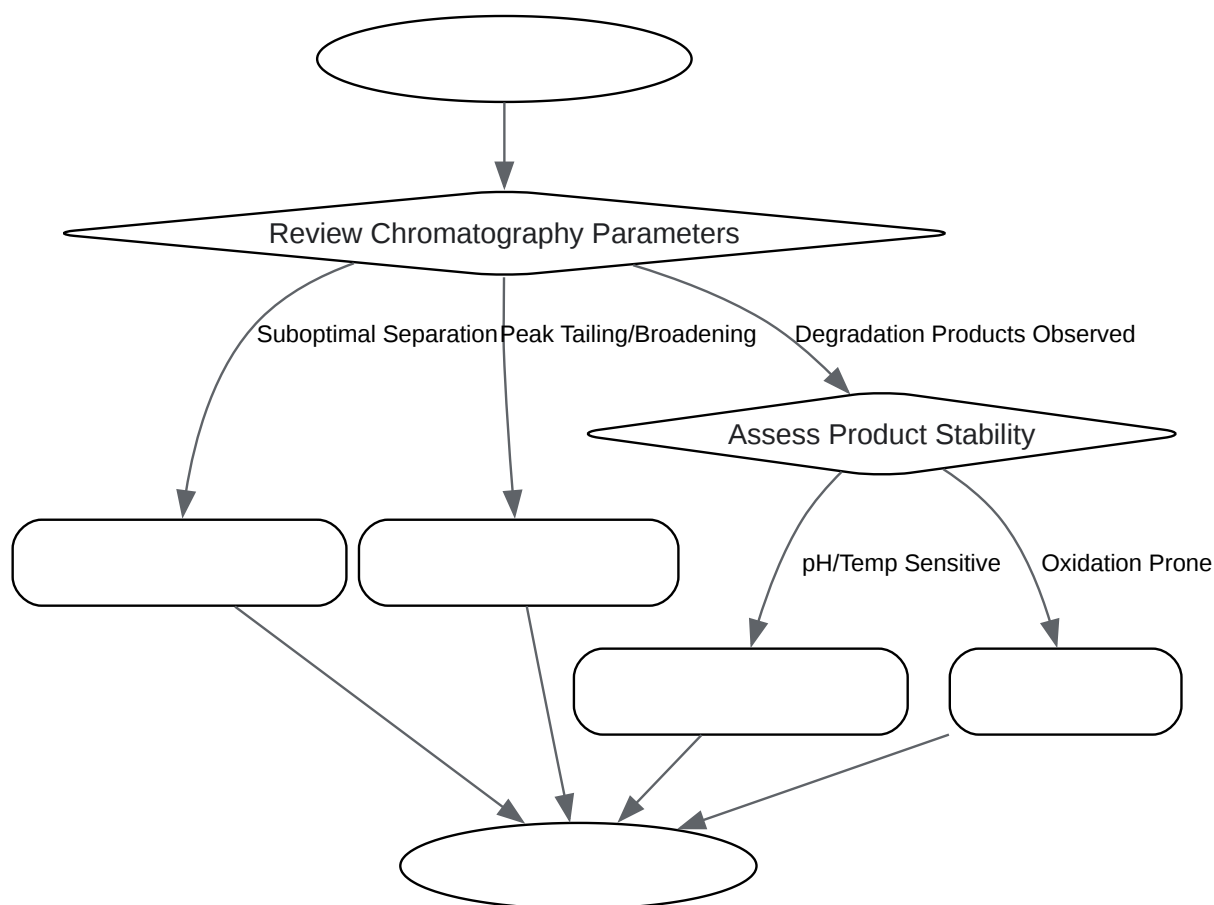 Review Chromatography Parameters
Suboptimal Separation
Peak Tailing/Broadening
Degradation Products Observed
Assess Product Stability
pH/Temp Sensitive
Oxidation Prone